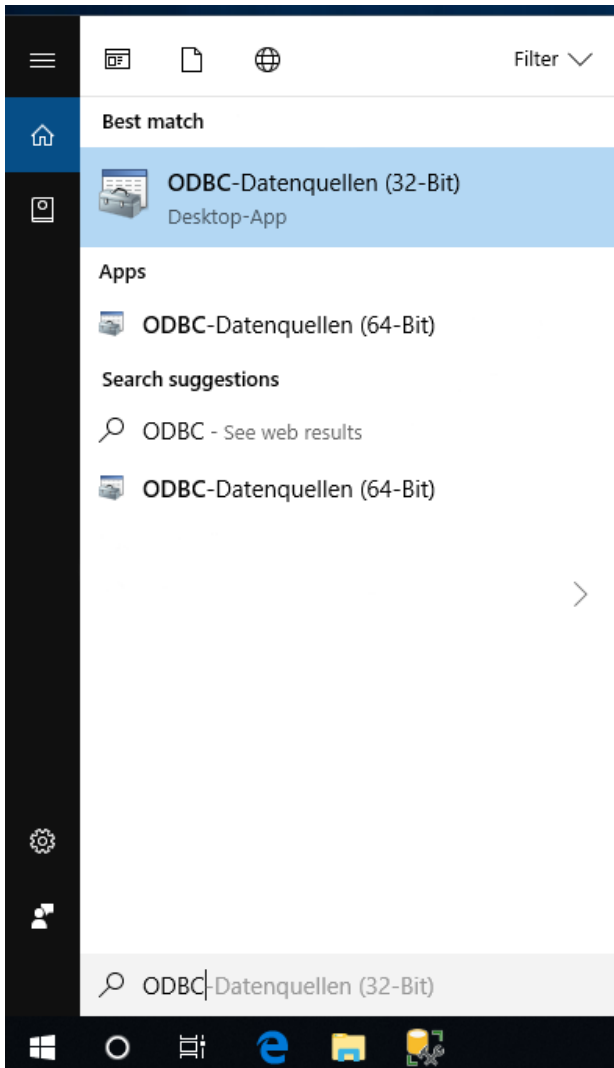 Filter
Best match
ODBC-Datenquellen (32-Bit)
Desktop-App
Apps
ODBC-Datenquellen (64-Bit)
Search suggestions
ODBC - See web results
ODBC-Datenquellen (64-Bit)
ODBC-Datenquellen (32-Bit)